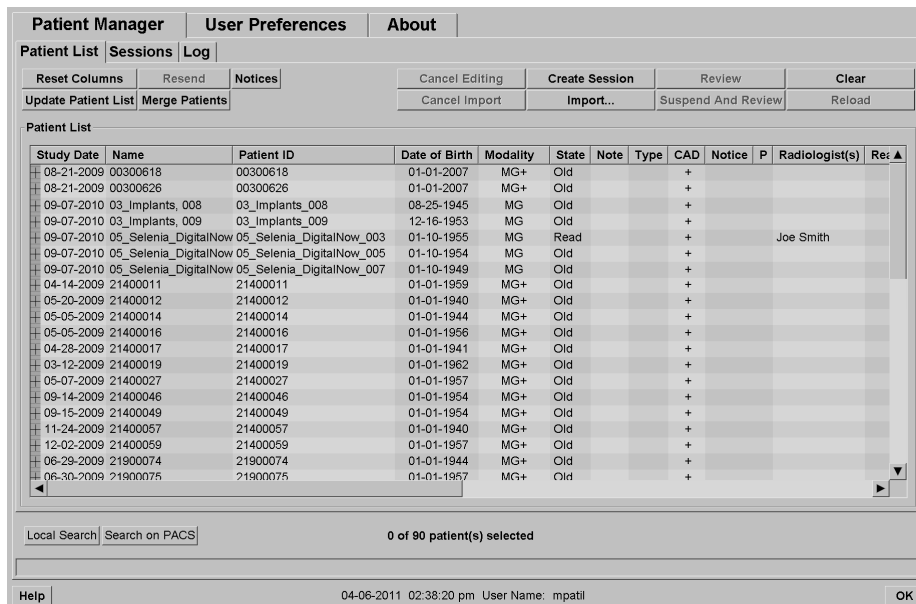 Patient Manager User Preferences About
Patient List Sessions Log
Reset Columns Resend Notices Cancel Editing Create Session Review Clear
Update Patient List Merge Patients Cancel Import Import... Suspend And Review Reload
Patient List
Study Date Name Patient ID Date of Birth Modality State Note Type CAD Notice P Radiologist(s) Rea
08-21-2009 00300618 00300618 01-01-2007 MG+ Old +
08-21-2009 00300626 00300626 01-01-2007 MG+ Old +
09-07-2010 03_Implants, 008 03_Implants_008 08-25-1945 MG Old +
09-07-2010 03_Implants, 009 03_Implants_009 12-16-1953 MG Old +
09-07-2010 05_Selenia_DigitalNow 05_Selenia_DigitalNow_003 01-10-1955 MG Read + Joe Smith
09-07-2010 05_Selenia_DigitalNow 05_Selenia_DigitalNow_005 01-10-1954 MG Old +
09-07-2010 05_Selenia_DigitalNow 05_Selenia_DigitalNow_007 01-10-1949 MG Old +
04-14-2009 21400011 21400011 01-01-1959 MG+ Old +
05-20-2009 21400012 21400012 01-01-1940 MG+ Old +
05-05-2009 21400014 21400014 01-01-1944 MG+ Old +
05-05-2009 21400016 21400016 01-01-1956 MG+ Old +
04-28-2009 21400017 21400017 01-01-1941 MG+ Old +
03-12-2009 21400019 21400019 01-01-1962 MG+ Old +
05-07-2009 21400027 21400027 01-01-1957 MG+ Old +
09-14-2009 21400046 21400046 01-01-1954 MG+ Old +
09-15-2009 21400049 21400049 01-01-1954 MG+ Old +
11-24-2009 21400057 21400057 01-01-1940 MG+ Old +
12-02-2009 21400059 21400059 01-01-1957 MG+ Old +
06-29-2009 21900074 21900074 01-01-1944 MG+ Old +
06-30-2009 21900075 21900075 01-01-1957 MG+ Old +
Local Search Search on PACS 0 of 90 patient(s) selected
Help 04-06-2011 02:38:20 pm User Name: mpatil OK